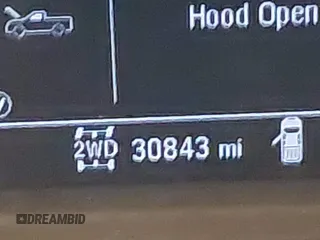 Hood Open
2WD 30843 mi
DREAMBID